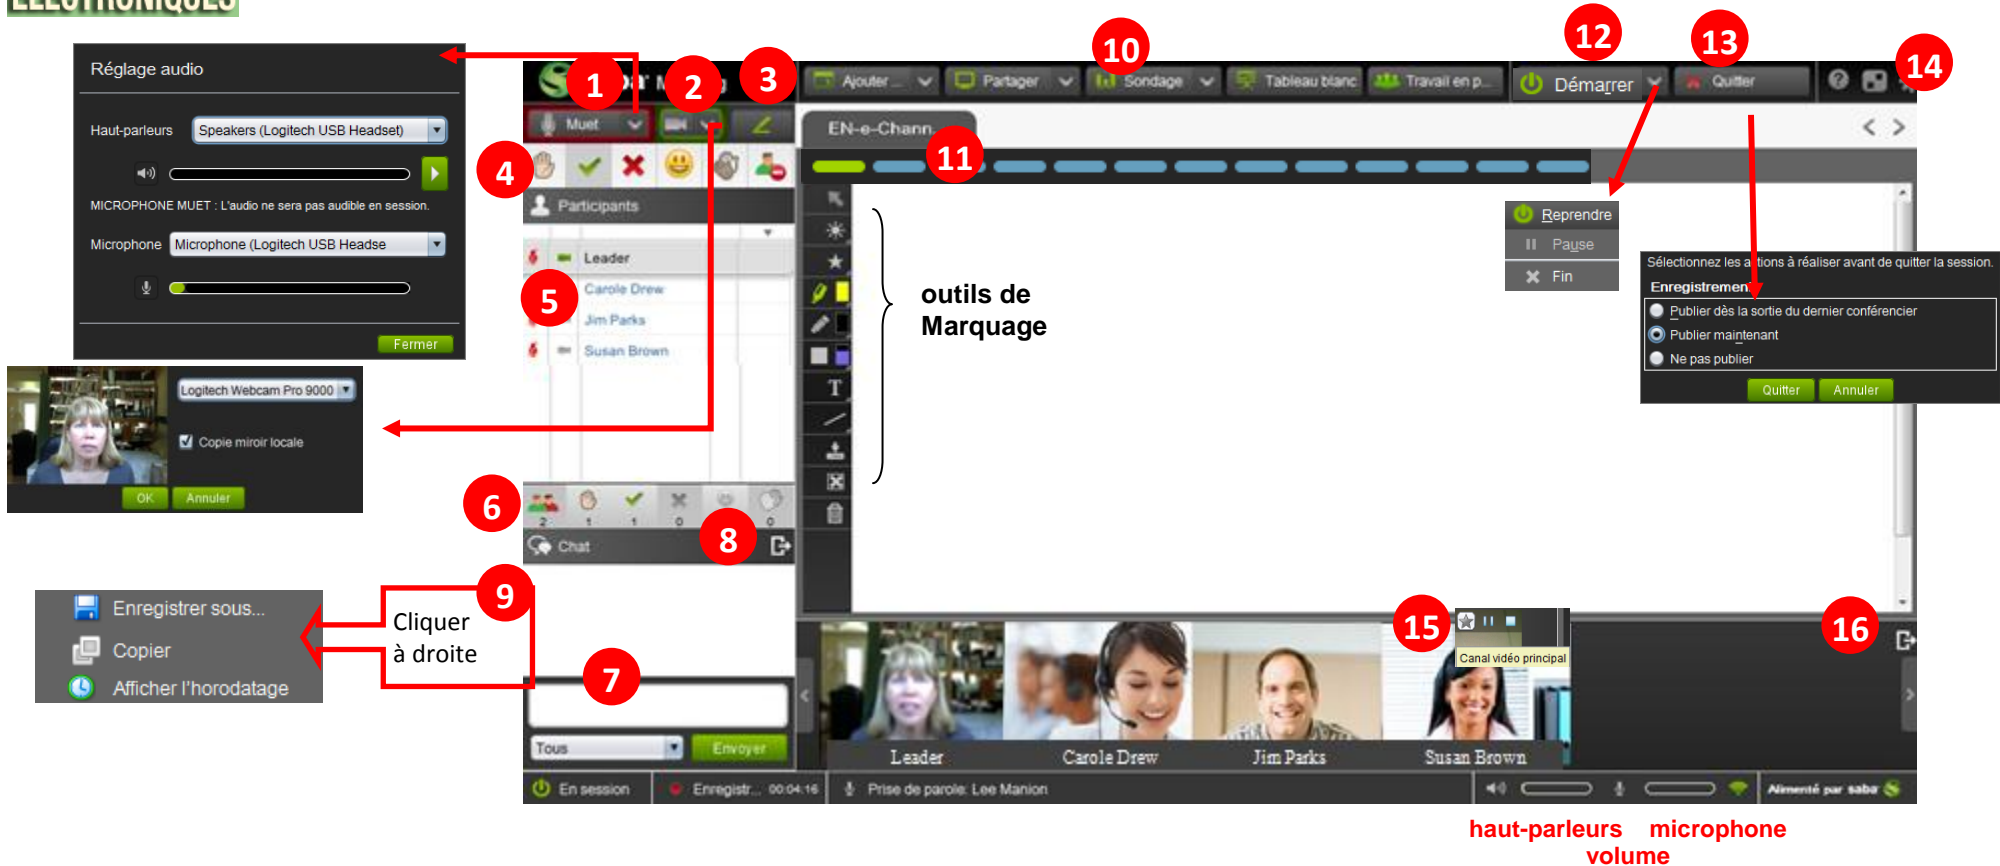 ÉLECTRONIQUES
Réglage audio
Haut-parleurs
Speakers (Logitech USB Headset)
MICROPHONE MUET : L'audio ne sera pas audible en session.
Microphone
Microphone (Logitech USB Headse
Fermer
Logitech Webcam Pro 9000
Copie miroir locale
OK
Annuler
Enregistrer sous...
Copier
Afficher l'horodatage
Cliquer
à droite
1
2
3
4
5
6
7
8
9
10
11
12
13
14
15
16
Muet
Participants
Leader
Carole Drew
Jim Parks
Susan Brown
2
1
1
0
0
Chat
Tous
Envoyer
Ajouter ...
Partager
Sondage
Tableau blanc
Travail en p...
Démarrer
Quitter
EN-e-Chann
outils de
Marquage
T
Reprendre
Pause
Fin
Sélectionnez les actions à réaliser avant de quitter la session.
Enregistrement
Publier dès la sortie du dernier conférencier
Publier maintenant
Ne pas publier
Quitter
Annuler
Canal vidéo principal
Leader
Carole Drew
Jim Parks
Susan Brown
En session
Enregistr... 00:04:16
Prise de parole: Lee Manion
Alimenté par saba
haut-parleurs microphone
volume